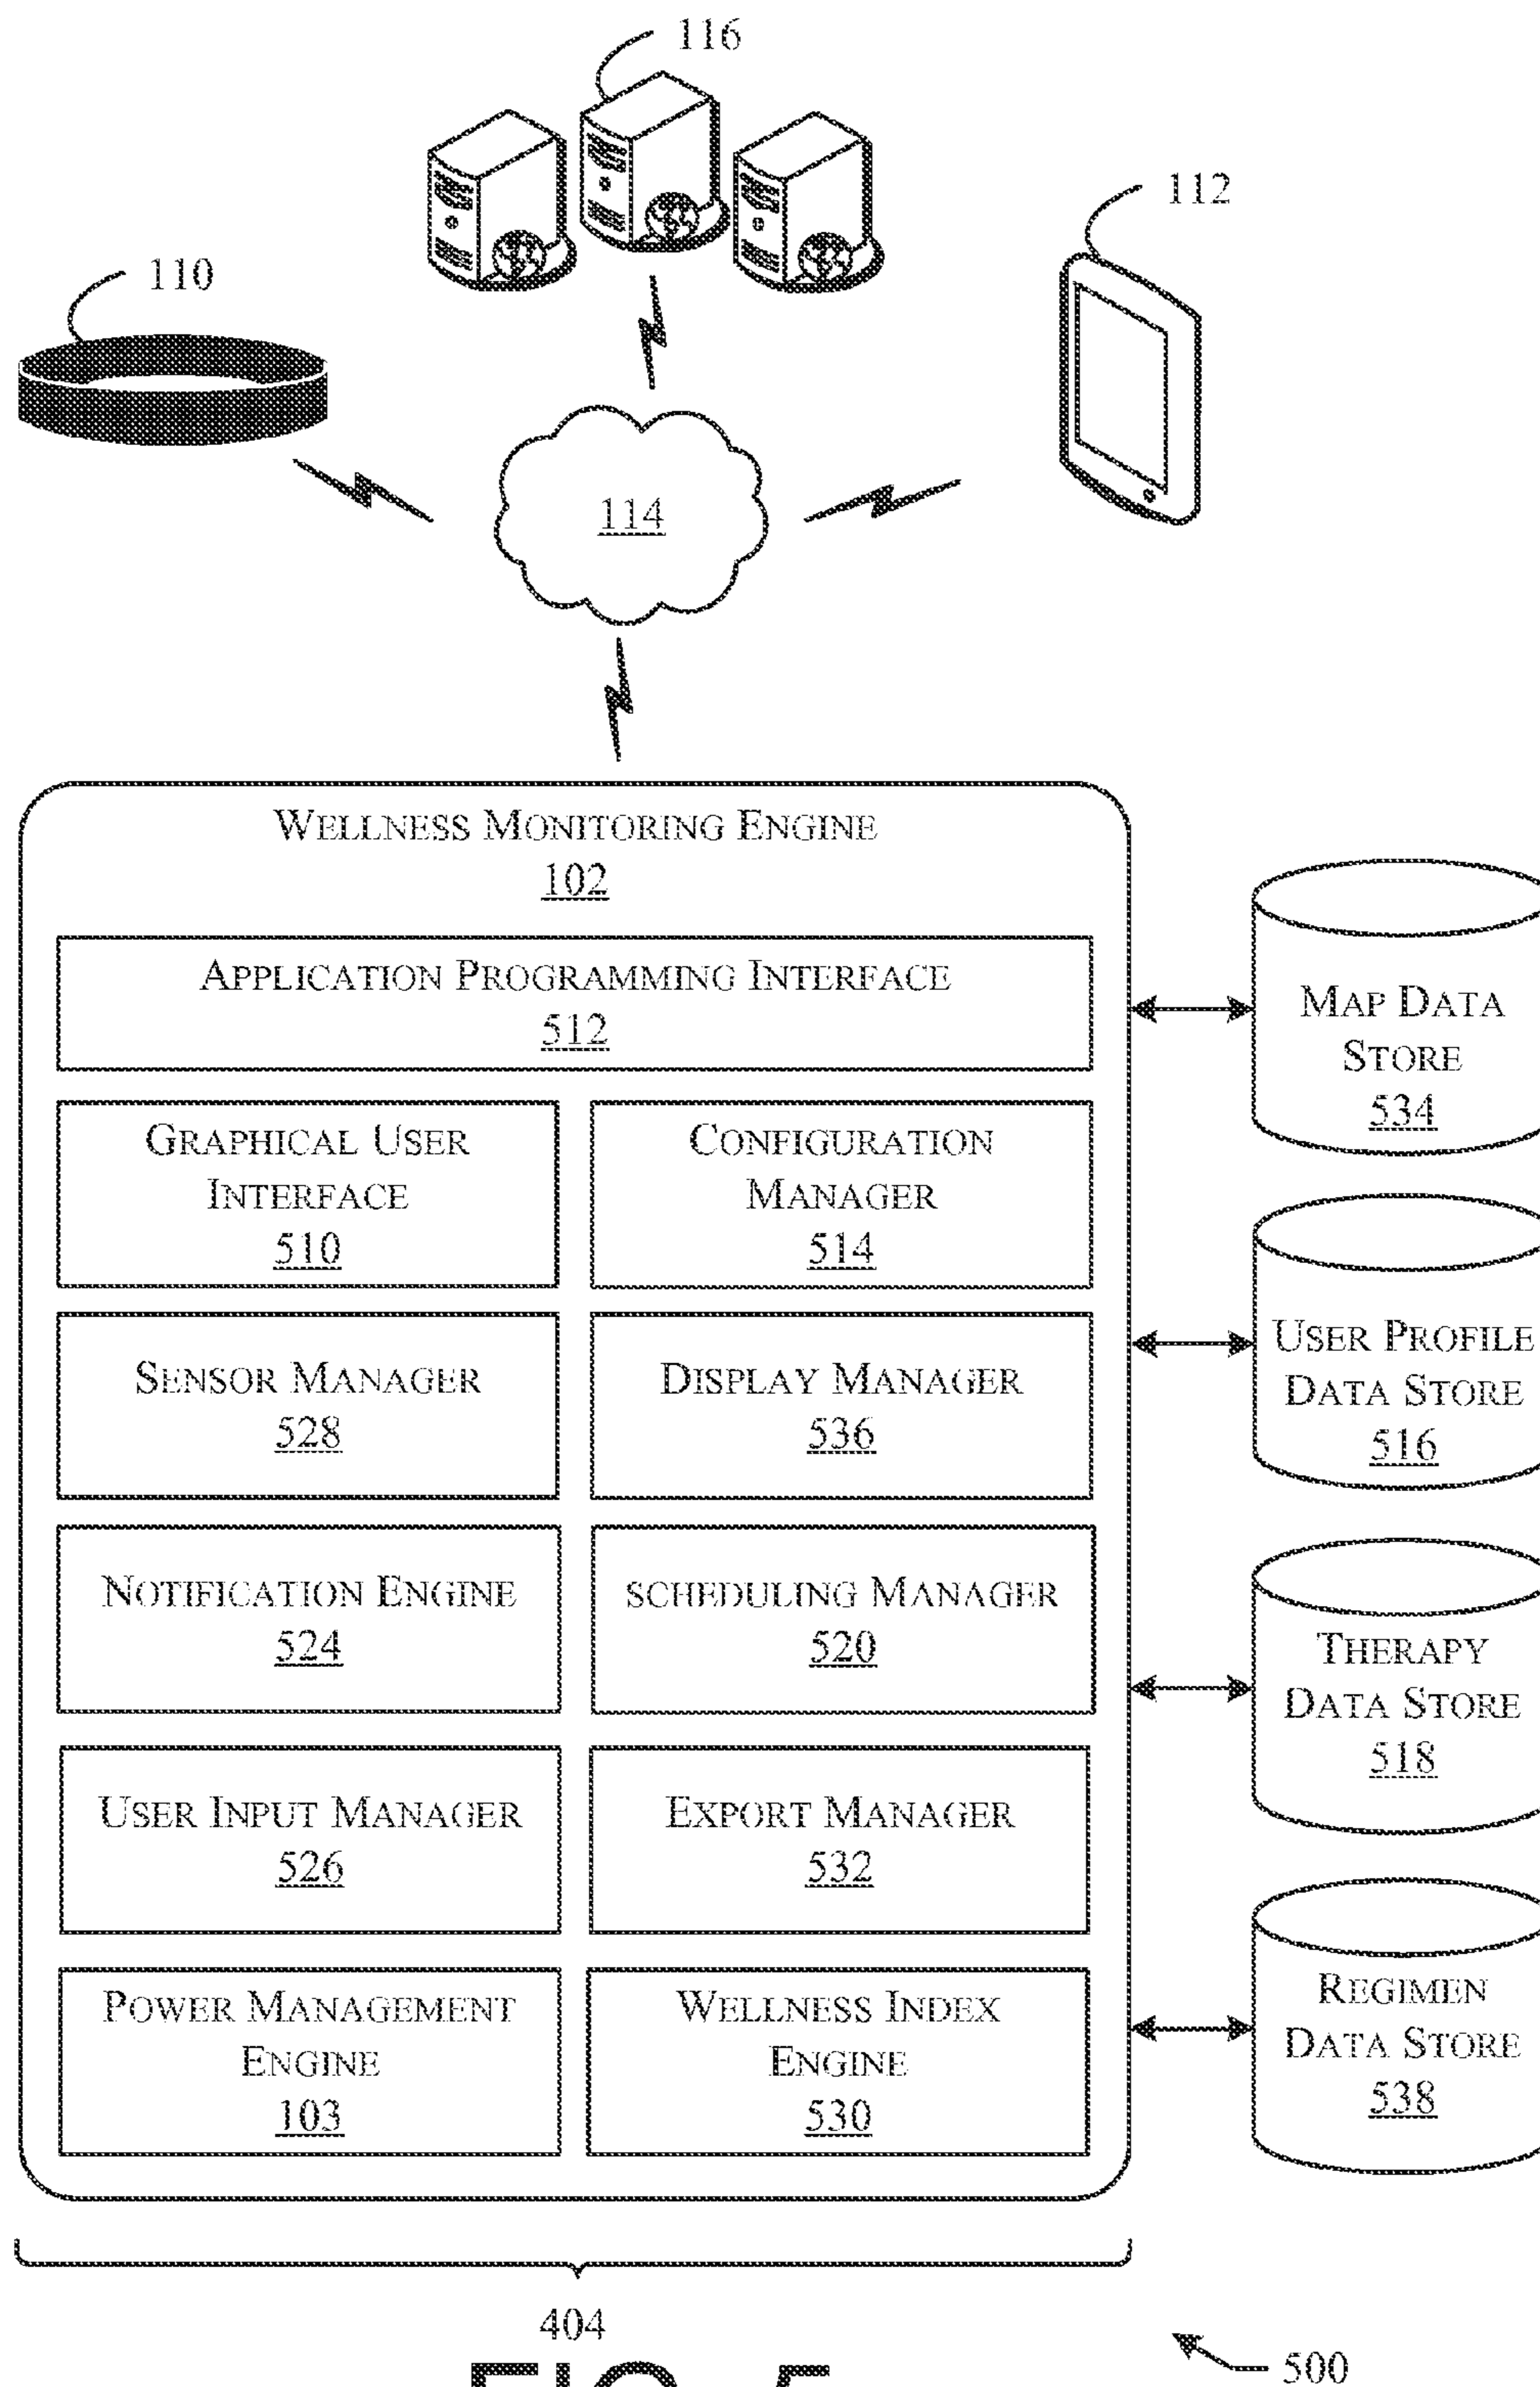 116
112
110
114
WELLNESS MONITORING ENGINE
102
APPLICATION PROGRAMMING INTERFACE
512
GRAPHICAL USER
INTERFACE
510
CONFIGURATION
MANAGER
514
SENSOR MANAGER
528
DISPLAY MANAGER
536
NOTIFICATION ENGINE
524
SCHEDULING MANAGER
520
USER INPUT MANAGER
526
EXPORT MANAGER
532
POWER MANAGEMENT
ENGINE
103
WELLNESS INDEX
ENGINE
530
MAP DATA
STORE
534
USER PROFILE
DATA STORE
516
THERAPY
DATA STORE
518
REGIMEN
DATA STORE
538
404
500
FIG. 5